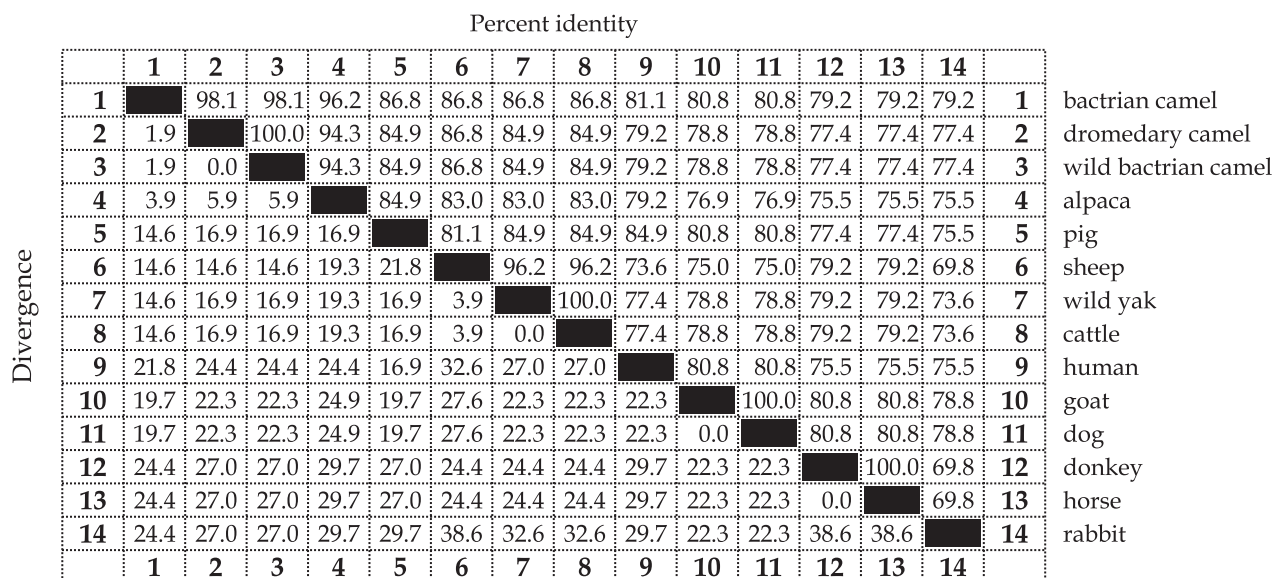 Percent identity
1 2 3 4 5 6 7 8 9 10 11 12 13 14
1 98.1 98.1 96.2 86.8 86.8 86.8 86.8 81.1 80.8 80.8 79.2 79.2 79.2 1 bactrian camel
2 1.9 100.0 94.3 84.9 86.8 84.9 84.9 79.2 78.8 78.8 77.4 77.4 77.4 2 dromedary camel
3 1.9 0.0 94.3 84.9 86.8 84.9 84.9 79.2 78.8 78.8 77.4 77.4 77.4 3 wild bactrian camel
4 3.9 5.9 5.9 84.9 83.0 83.0 83.0 79.2 76.9 76.9 75.5 75.5 75.5 4 alpaca
5 14.6 16.9 16.9 16.9 81.1 84.9 84.9 84.9 80.8 80.8 77.4 77.4 75.5 5 pig
6 14.6 14.6 14.6 19.3 21.8 96.2 96.2 73.6 75.0 75.0 79.2 79.2 69.8 6 sheep
7 14.6 16.9 16.9 19.3 16.9 3.9 100.0 77.4 78.8 78.8 79.2 79.2 73.6 7 wild yak
8 14.6 16.9 16.9 19.3 16.9 3.9 0.0 77.4 78.8 78.8 79.2 79.2 73.6 8 cattle
9 21.8 24.4 24.4 24.4 16.9 32.6 27.0 27.0 80.8 80.8 75.5 75.5 75.5 9 human
10 19.7 22.3 22.3 24.9 19.7 27.6 22.3 22.3 22.3 100.0 80.8 80.8 78.8 10 goat
11 19.7 22.3 22.3 24.9 19.7 27.6 22.3 22.3 22.3 0.0 80.8 80.8 78.8 11 dog
12 24.4 27.0 27.0 29.7 27.0 24.4 24.4 24.4 29.7 22.3 22.3 100.0 69.8 12 donkey
13 24.4 27.0 27.0 29.7 27.0 24.4 24.4 24.4 29.7 22.3 22.3 0.0 69.8 13 horse
14 24.4 27.0 27.0 29.7 29.7 38.6 32.6 32.6 29.7 22.3 22.3 38.6 38.6 14 rabbit
1 2 3 4 5 6 7 8 9 10 11 12 13 14
Divergence